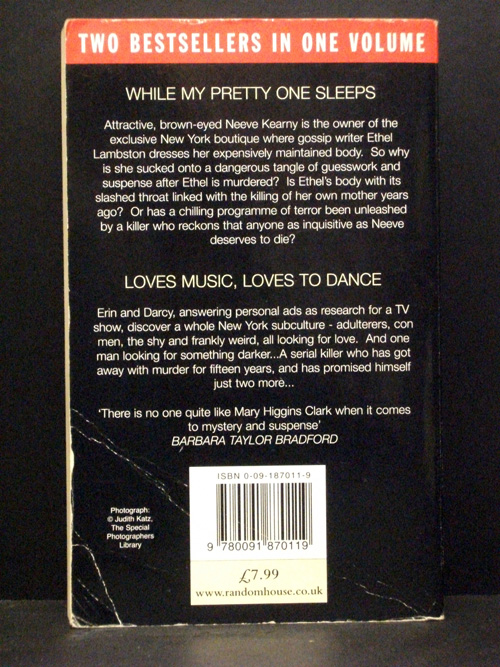 TWO BESTSELLERS IN ONE VOLUME
WHILE MY PRETTY ONE SLEEPS
Attractive, brown-eyed Neeve Kearny is the owner of the
exclusive New York boutique where gossip writer Ethel
Lambston dresses her expensively maintained body. So why
is she sucked onto a dangerous tangle of guesswork and
suspense after Ethel is murdered? Is Ethel's body with its
slashed throat linked with the killing of her own mother years
ago? Or has a chilling programme of terror been unleashed
by a killer who reckons that anyone as inquisitive as Neeve
deserves to die?
LOVES MUSIC, LOVES TO DANCE
Erin and Darcy, answering personal ads as research for a TV
show, discover a whole New York subculture - adulterers, con
men, the shy and frankly weird, all looking for love. And one
man looking for something darker...A serial killer who has got
away with murder for fifteen years, and has promised himself
just two more...
'There is no one quite like Mary Higgins Clark when it comes
to mystery and suspense'
BARBARA TAYLOR BRADFORD
ISBN 0-09-187011-9
9 780091 870119
£7.99
www.randomhouse.co.uk
Photograph:
© Judith Katz,
The Special
Photographers
Library